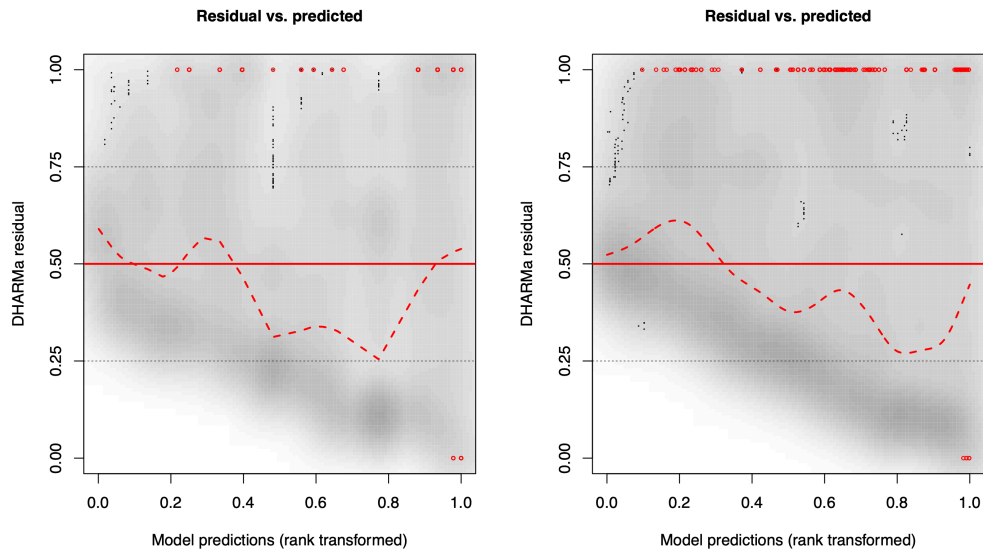 Residual vs. predicted
DHARMa residual
1.00
0.75
0.50
0.25
0.00
0.0 0.2 0.4 0.6 0.8 1.0
Model predictions (rank transformed)
Residual vs. predicted
DHARMa residual
1.00
0.75
0.50
0.25
0.00
0.0 0.2 0.4 0.6 0.8 1.0
Model predictions (rank transformed)